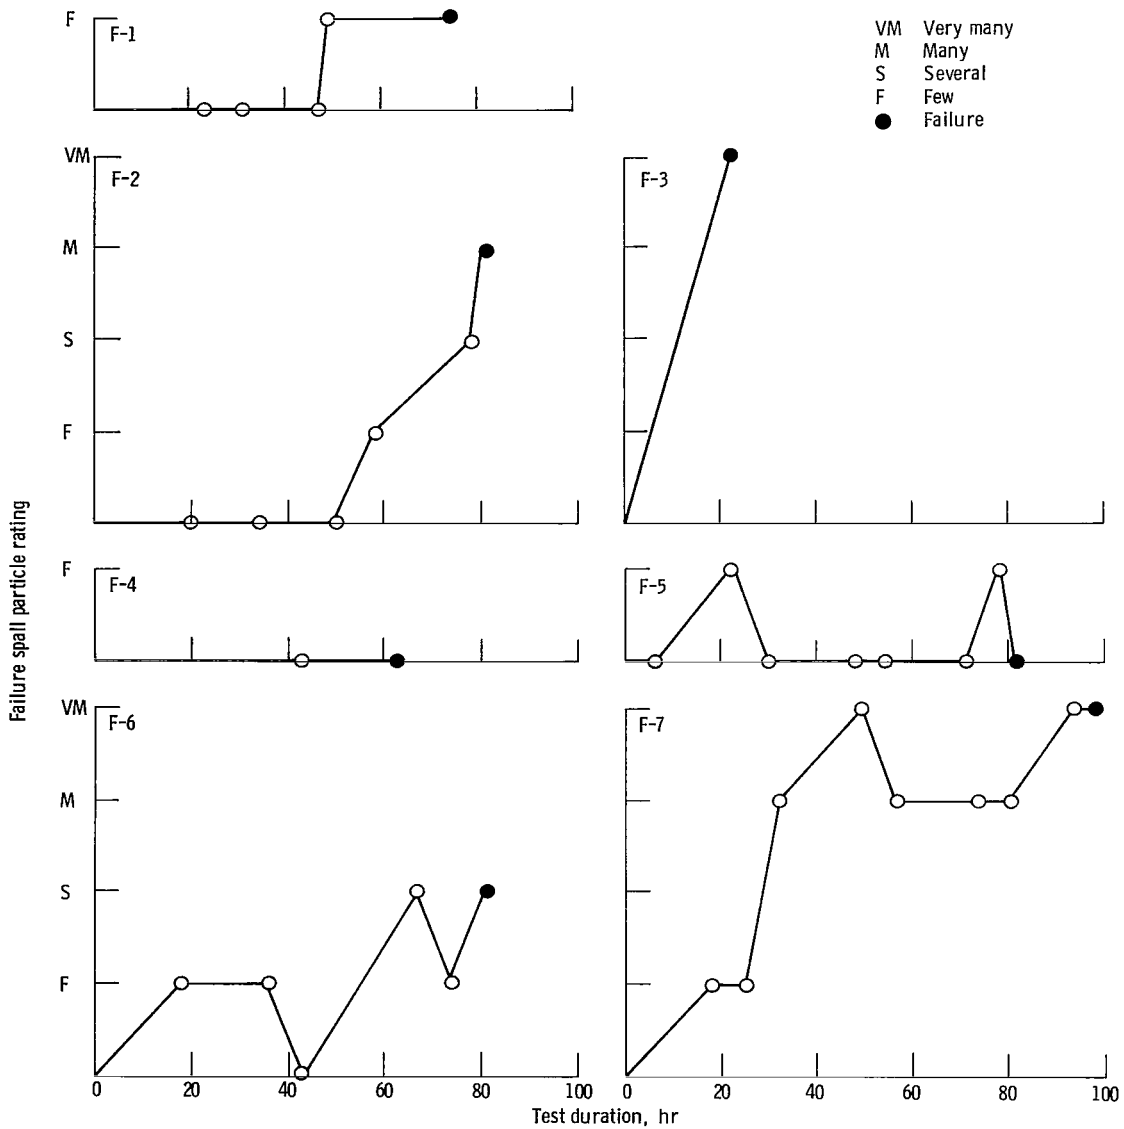 F
F-1
VM Very many
M Many
S Several
F Few
Failure
VM
F-2
M
S
F
F-3
F
F-4
F-5
VM
F-6
M
S
F
0 20 40 60 80 100
F-7
0 20 40 60 80 100
Failure spall particle rating
Test duration, hr